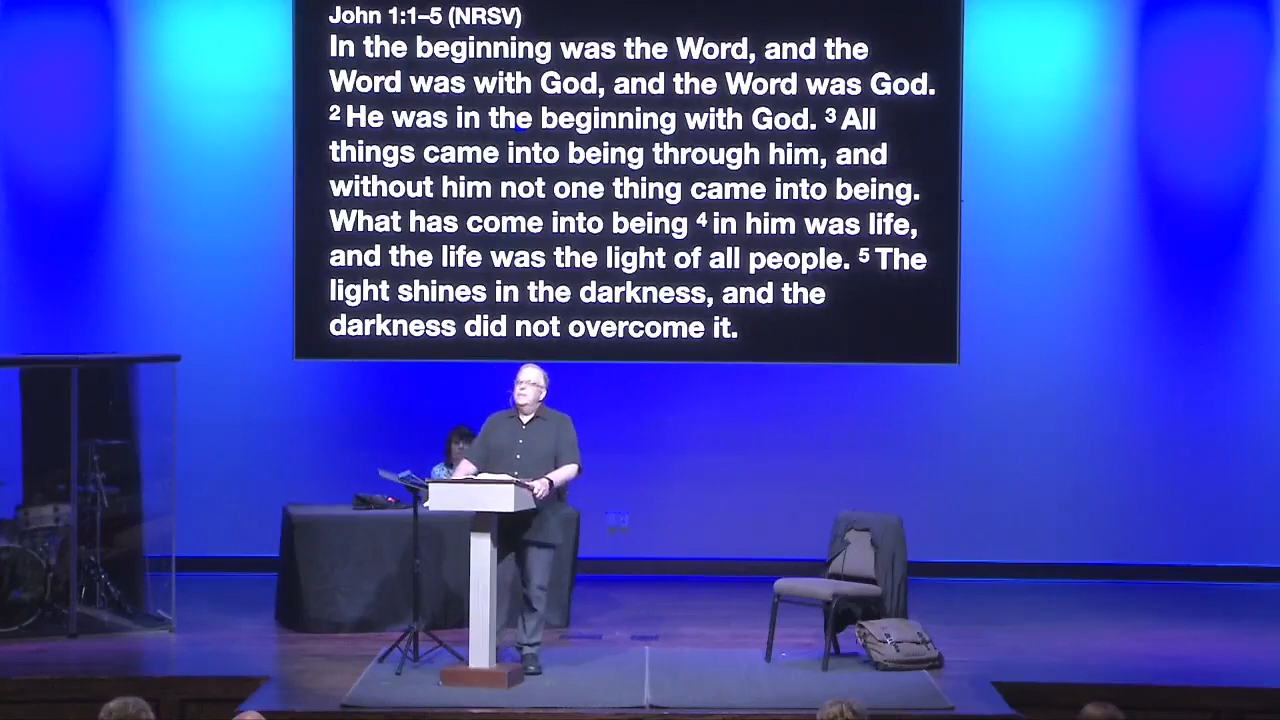 John 1:1–5 (NRSV)
In the beginning was the Word, and the
Word was with God, and the Word was God.
² He was in the beginning with God. ³ All
things came into being through him, and
without him not one thing came into being.
What has come into being ⁴ in him was life,
and the life was the light of all people. ⁵ The
light shines in the darkness, and the
darkness did not overcome it.